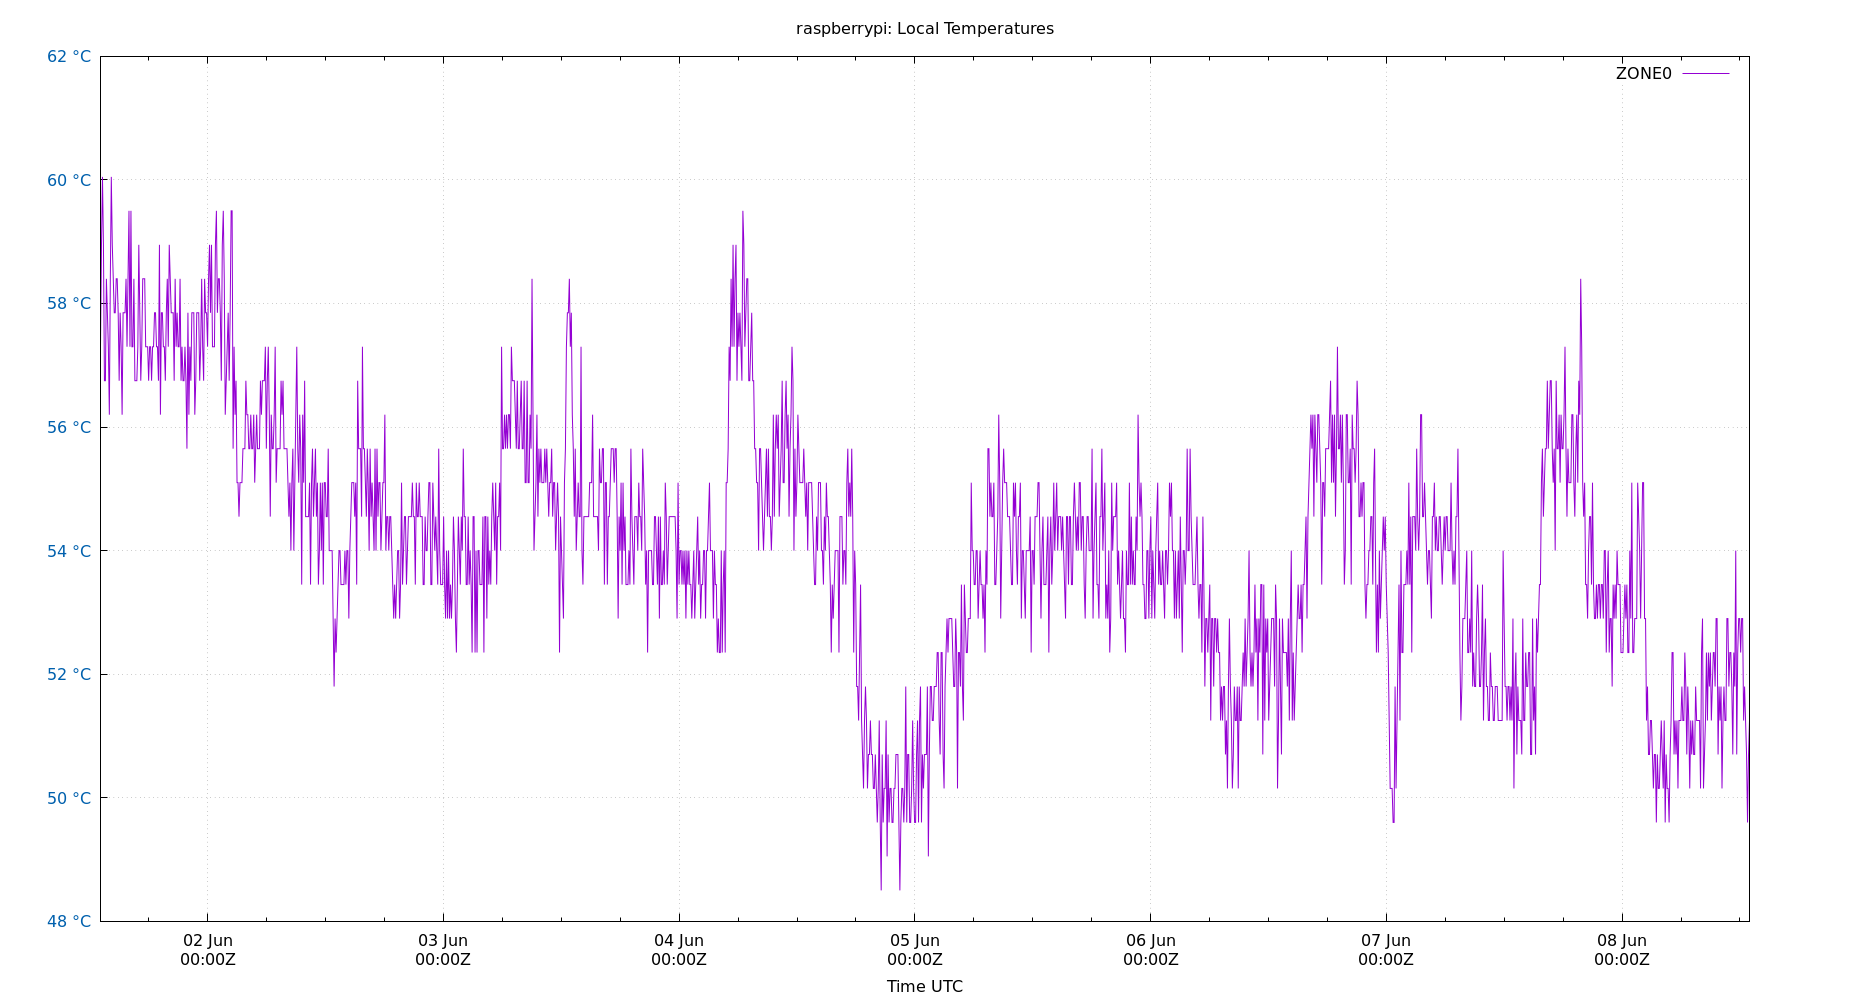 raspberrypi: Local Temperatures
62 °C
ZONE0
60 °C
58 °C
56 °C
54 °C
52 °C
50 °C
48 °C
02 Jun 03 Jun 04 Jun 05 Jun 06 Jun 07 Jun 08 Jun
00:00Z 00:00Z 00:00Z 00:00Z 00:00Z 00:00Z 00:00Z
Time UTC